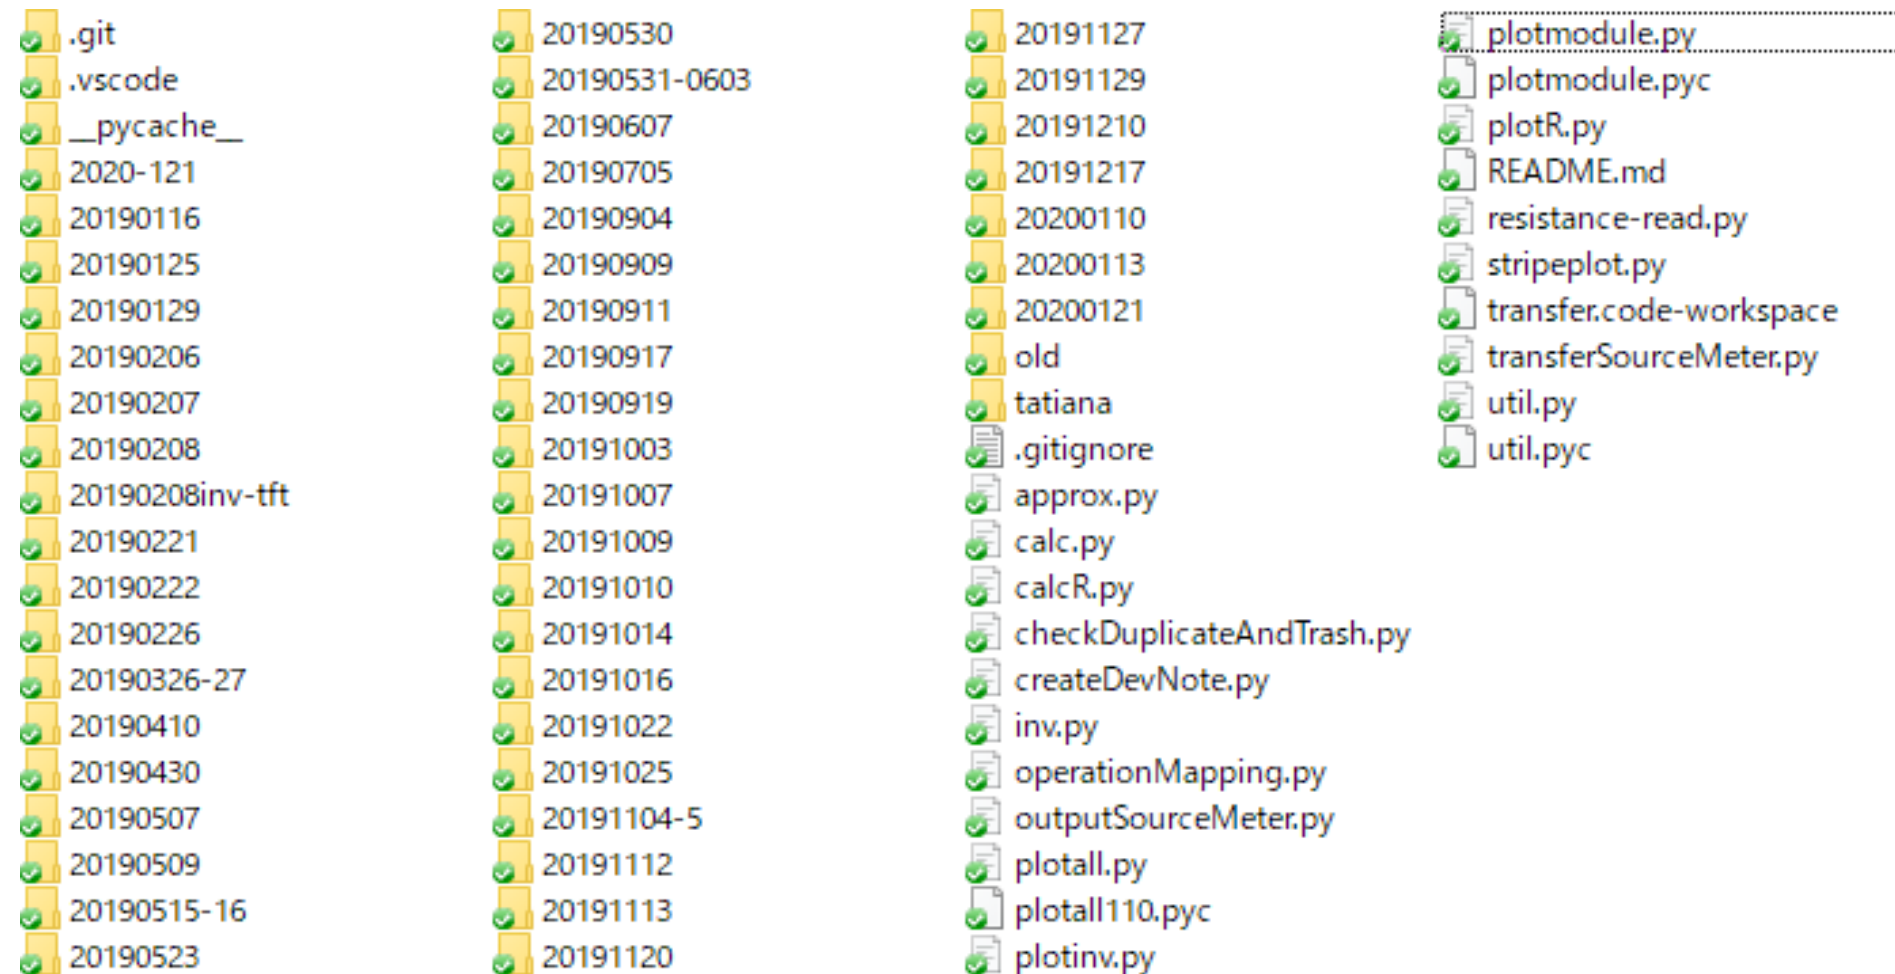 .git
.vscode
__pycache__
2020-121
20190116
20190125
20190129
20190206
20190207
20190208
20190208inv-tft
20190221
20190222
20190226
20190326-27
20190410
20190430
20190507
20190509
20190515-16
20190523
20190530
20190531-0603
20190607
20190705
20190904
20190909
20190911
20190917
20190919
20191003
20191007
20191009
20191010
20191014
20191016
20191022
20191025
20191104-5
20191112
20191113
20191120
20191127
20191129
20191210
20191217
20200110
20200113
20200121
old
tatiana
.gitignore
approx.py
calc.py
calcR.py
checkDuplicateAndTrash.py
createDevNote.py
inv.py
operationMapping.py
outputSourceMeter.py
plotall.py
plotall110.pyc
plotinv.py
plotmodule.py
plotmodule.pyc
plotR.py
README.md
resistance-read.py
stripeplot.py
transfer.code-workspace
transferSourceMeter.py
util.py
util.pyc